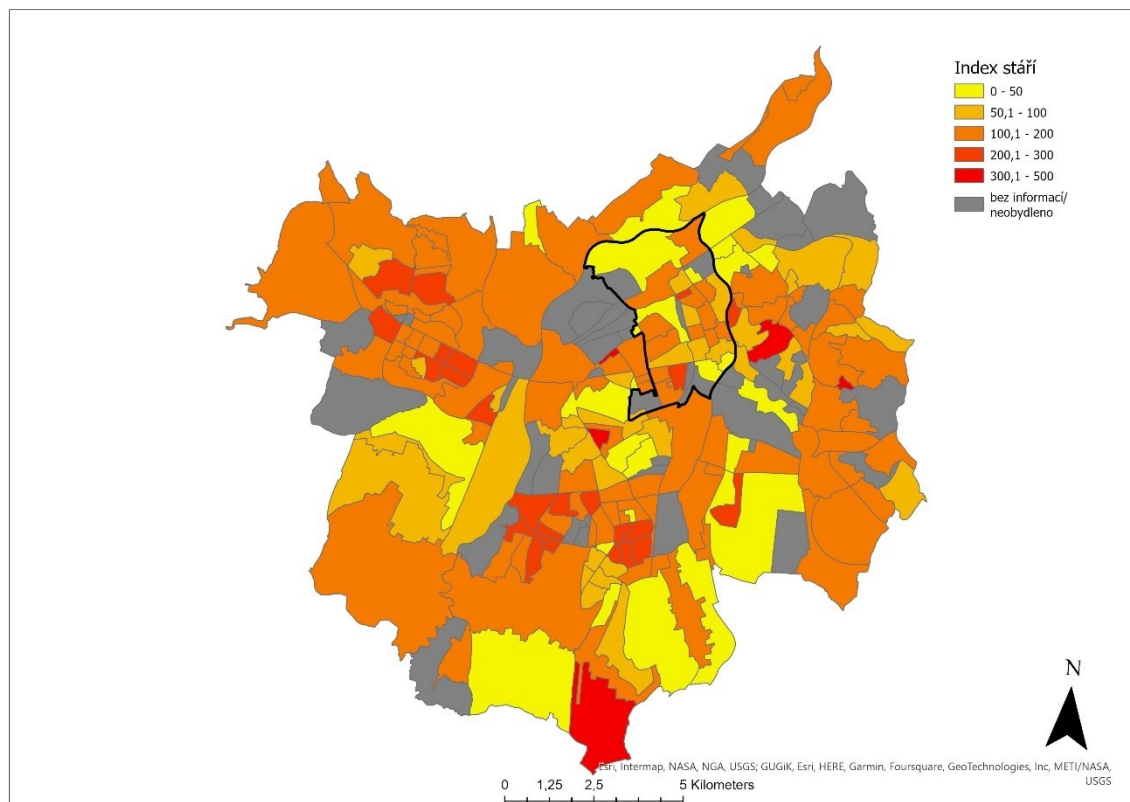 Index stáří
0 - 50
50,1 - 100
100,1 - 200
200,1 - 300
300,1 - 500
bez informací/
neobydleno
N
Esri, Intermap, NASA, NGA, USGS; GUGiK, Esri, HERE, Garmin, Foursquare, GeoTechnologies, Inc, METI/NASA,
USGS
0 1,25 2,5 5 Kilometers